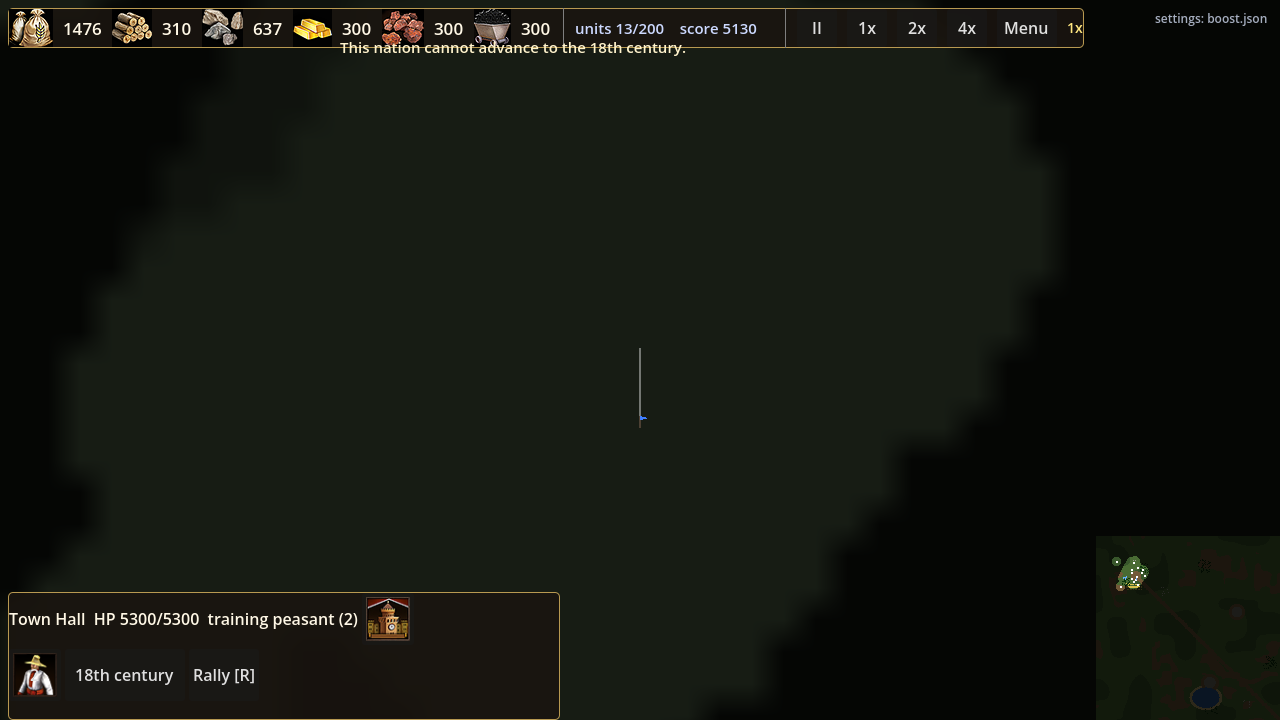 1476 310 637 300 300 300 units 13/200 score 5130 II 1x 2x 4x Menu 1x
settings: boost.json
This nation cannot advance to the 18th century.
Town Hall HP 5300/5300 training peasant (2)
18th century Rally [R]